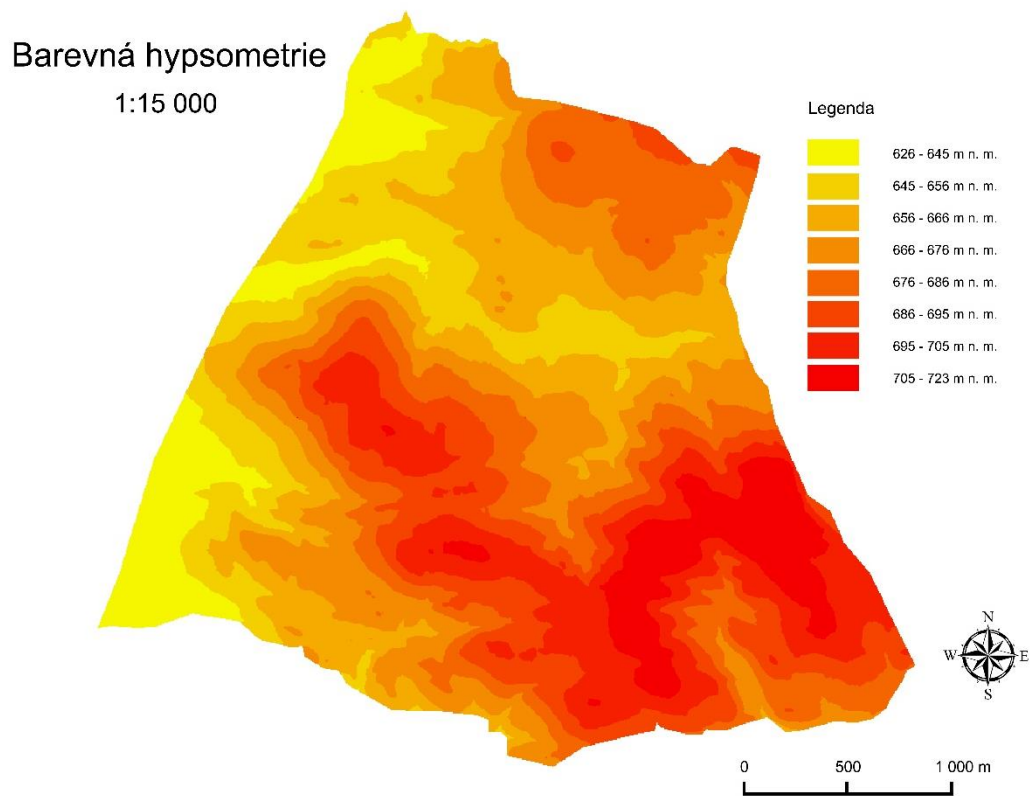 Barevná hypsometrie
1:15 000
Legenda
626 - 645 m n. m.
645 - 656 m n. m.
656 - 666 m n. m.
666 - 676 m n. m.
676 - 686 m n. m.
686 - 695 m n. m.
695 - 705 m n. m.
705 - 723 m n. m.
N
W E
S
0 500 1 000 m